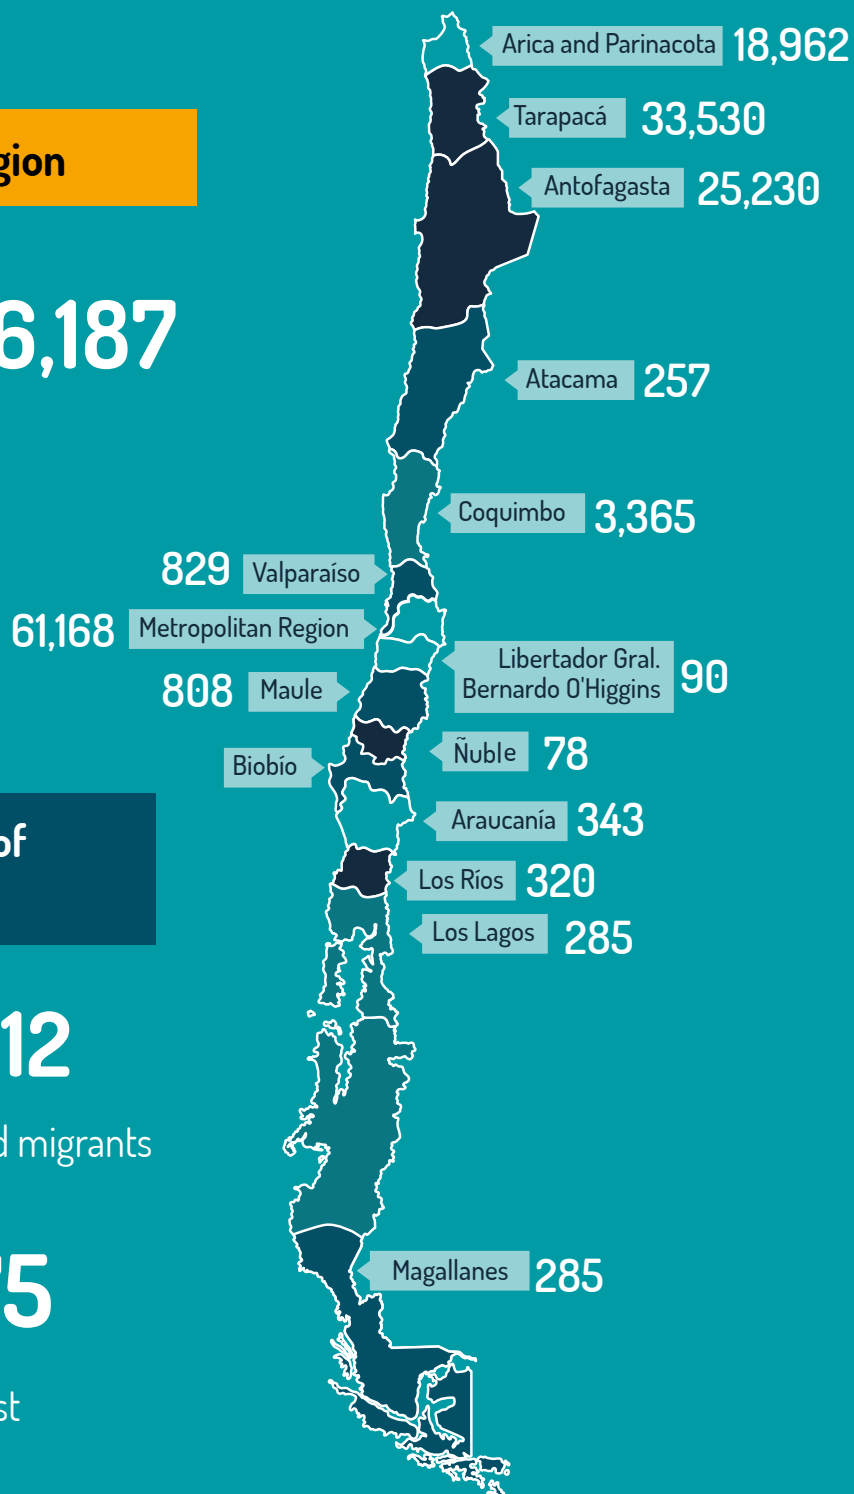 Arica and Parinacota 18,962
Tarapacá 33,530
gion
Antofagasta 25,230
6,187
Atacama 257
Coquimbo 3,365
829 Valparaíso
61,168 Metropolitan Region
Libertador Gral.
Bernardo O'Higgins 90
808 Maule
Ñuble 78
Biobío
Araucanía 343
of
Los Ríos 320
Los Lagos 285
12
d migrants
Magallanes 285
5
st